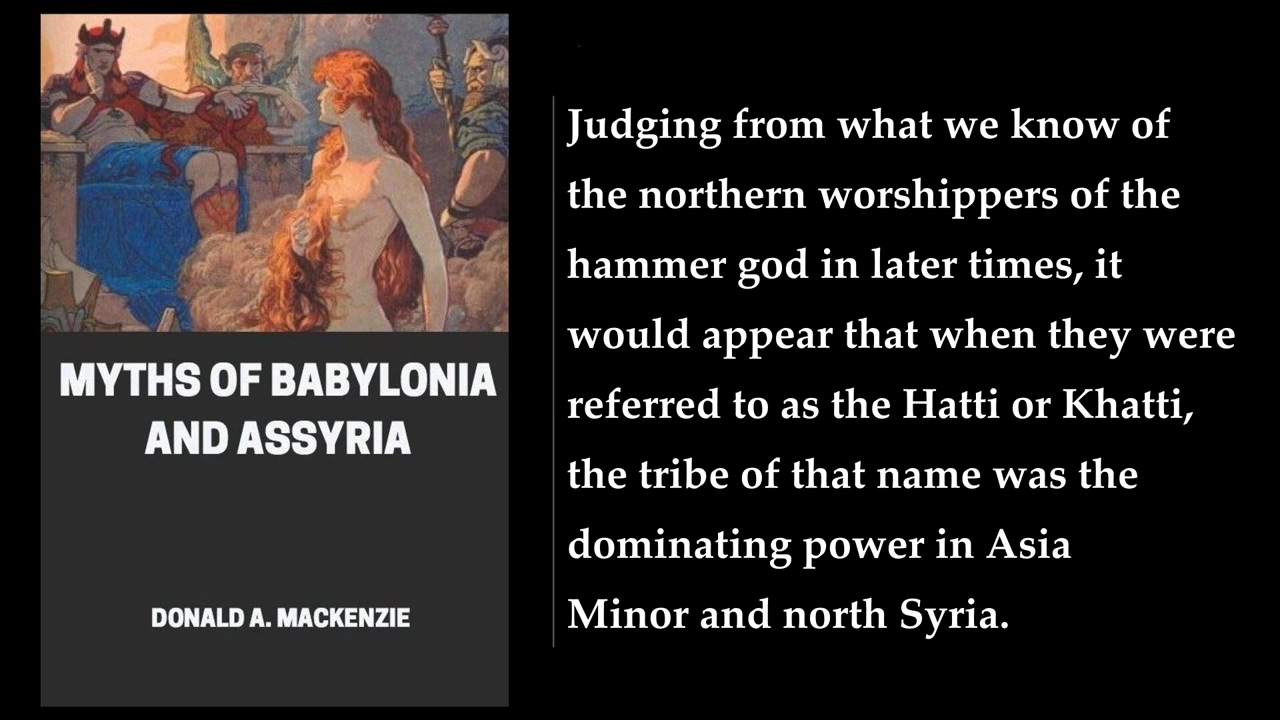 MYTHS OF BABYLONIA
AND ASSYRIA
DONALD A. MACKENZIE
Judging from what we know of
the northern worshippers of the
hammer god in later times, it
would appear that when they were
referred to as the Hatti or Khatti,
the tribe of that name was the
dominating power in Asia
Minor and north Syria.